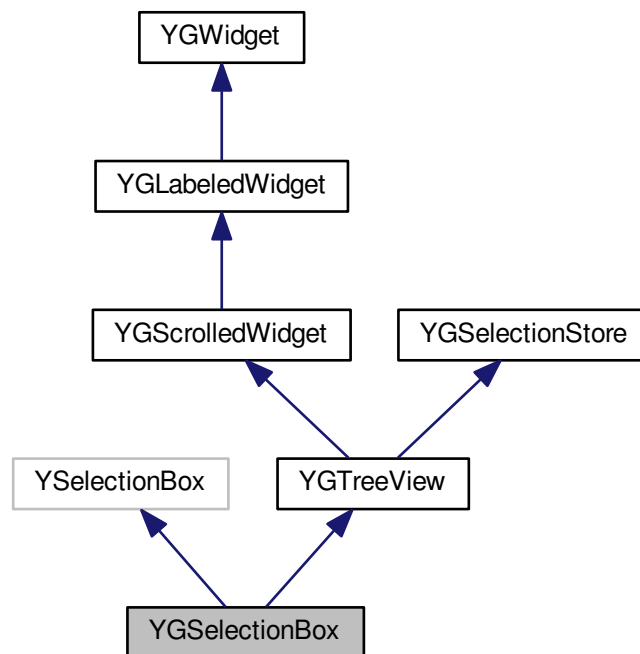 YGWidget
YGLabeledWidget
YGScrolledWidget
YGSelectionStore
YSelectionBox
YGTreeView
YGSelectionBox